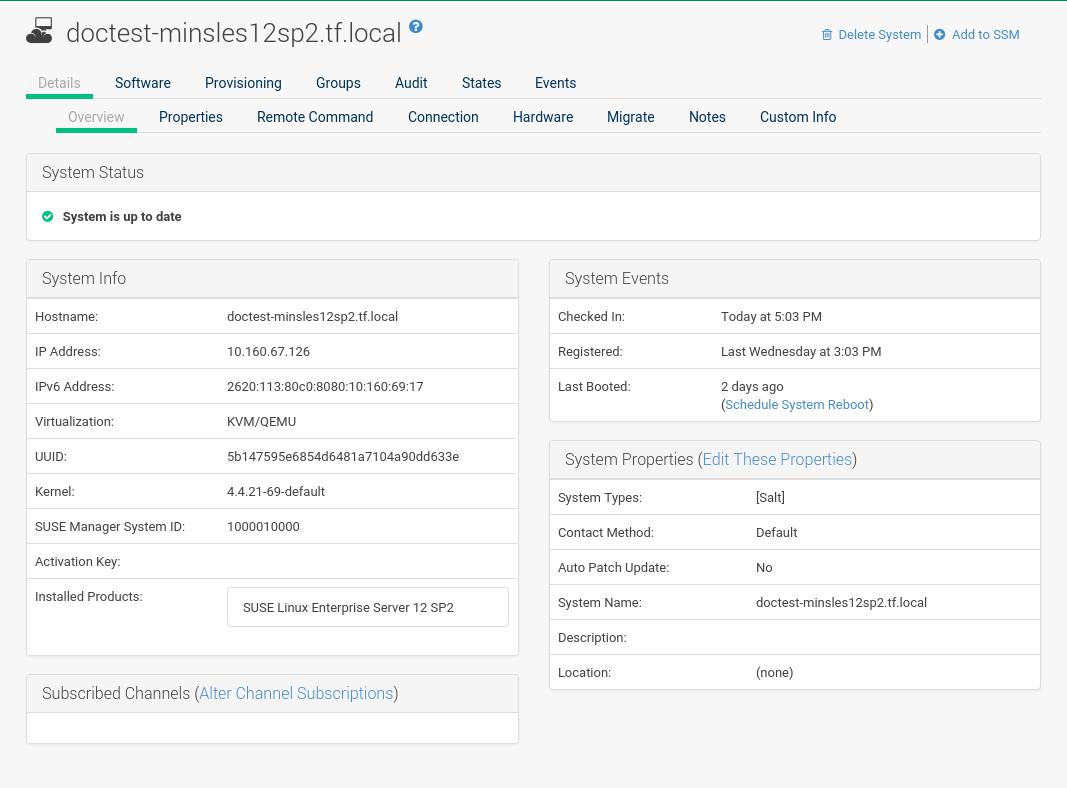 doctest-minsles12sp2.tf.local ?
Delete System | Add to SSM
Details Software Provisioning Groups Audit States Events
Overview Properties Remote Command Connection Hardware Migrate Notes Custom Info
System Status
System is up to date
System Info
Hostname: doctest-minsles12sp2.tf.local
IP Address: 10.160.67.126
IPv6 Address: 2620:113:80c0:8080:10:160:69:17
Virtualization: KVM/QEMU
UUID: 5b147595e6854d6481a7104a90dd633e
Kernel: 4.4.21-69-default
SUSE Manager System ID: 1000010000
Activation Key:
Installed Products: SUSE Linux Enterprise Server 12 SP2
Subscribed Channels (Alter Channel Subscriptions)
System Events
Checked In: Today at 5:03 PM
Registered: Last Wednesday at 3:03 PM
Last Booted: 2 days ago
(Schedule System Reboot)
System Properties (Edit These Properties)
System Types: [Salt]
Contact Method: Default
Auto Patch Update: No
System Name: doctest-minsles12sp2.tf.local
Description:
Location: (none)